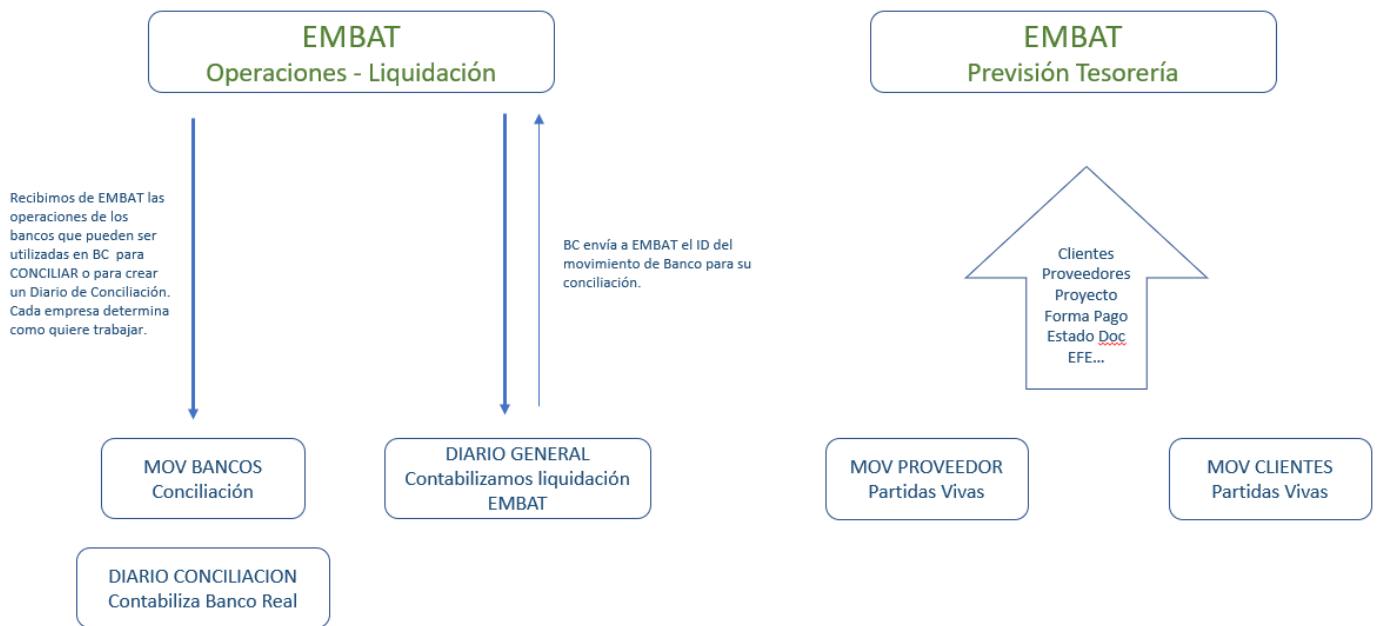 EMBAT
Operaciones - Liquidación
EMBAT
Previsión Tesorería
Recibimos de EMBAT las
operaciones de los
bancos que pueden ser
utilizadas en BC para
CONCILIAR o para crear
un Diario de Conciliación.
Cada empresa determina
como quiere trabajar.
BC envía a EMBAT el ID del
movimiento de Banco para su
conciliación.
Clientes
Proveedores
Proyecto
Forma Pago
Estado Doc
EFE...
MOV BANCOS
Conciliación
DIARIO GENERAL
Contabilizamos liquidación
EMBAT
MOV PROVEEDOR
Partidas Vivas
MOV CLIENTES
Partidas Vivas
DIARIO CONCILIACION
Contabiliza Banco Real